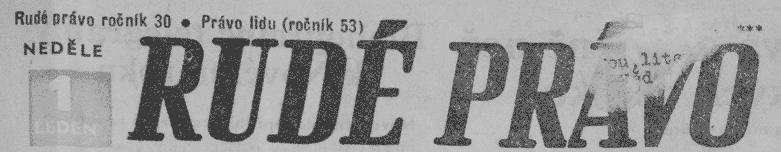 Rudé právo ročník 30 • Právo lidu (ročník 53)
***
NEDĚLE
1
LEDEN
RUDÉ PRÁVO